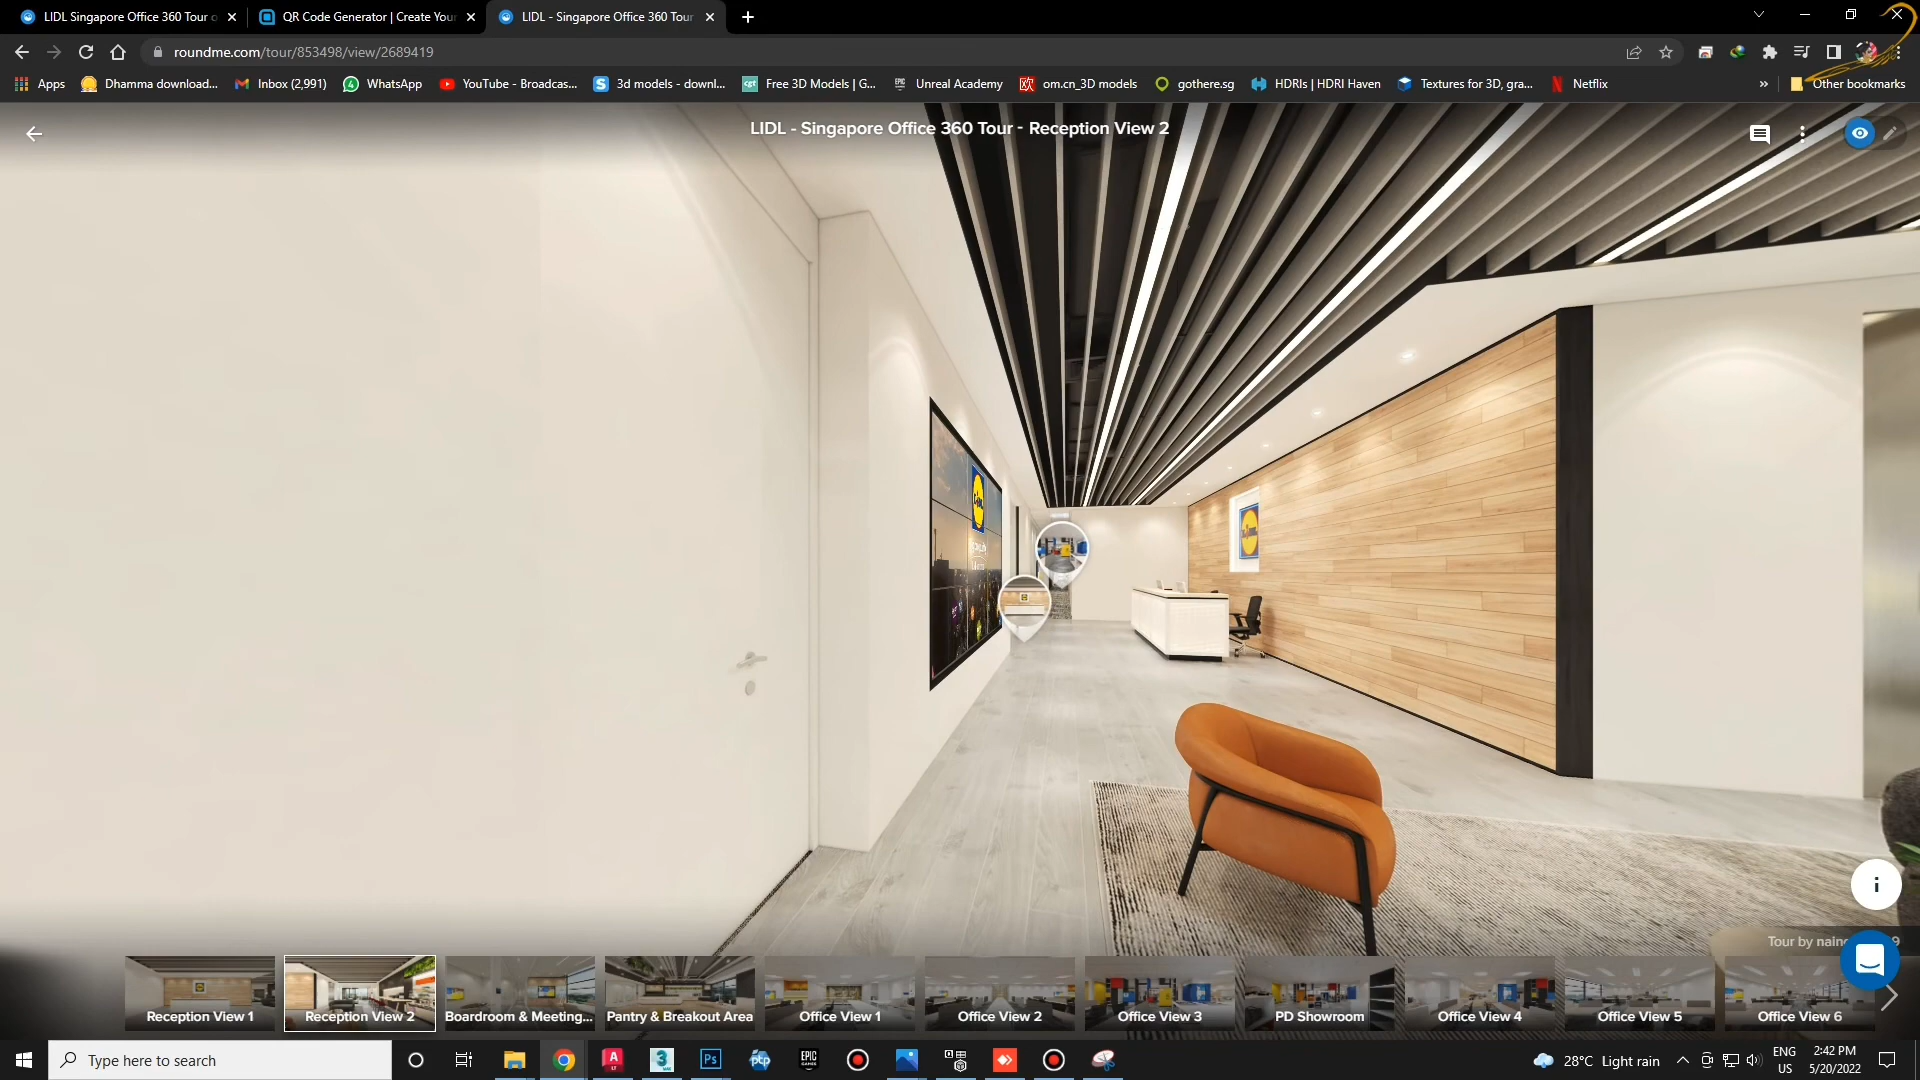 LIDL Singapore Office 360 Tour o
QR Code Generator | Create Your
LIDL - Singapore Office 360 Tour
roundme.com/tour/853498/view/2689419
Apps
Dhamma download...
Inbox (2,991)
WhatsApp
YouTube - Broadcas...
3d models - downl...
Free 3D Models | G...
Unreal Academy
om.cn_3D models
gothere.sg
HDRIs | HDRI Haven
Textures for 3D, gra...
Netflix
»
Other bookmarks
LIDL - Singapore Office 360 Tour - Reception View 2
i
Reception View 1
Reception View 2
Boardroom & Meeting...
Pantry & Breakout Area
Office View 1
Office View 2
Office View 3
PD Showroom
Office View 4
Office View 5
Office View 6
Type here to search
28°C Light rain
ENG
US
2:42 PM
5/20/2022